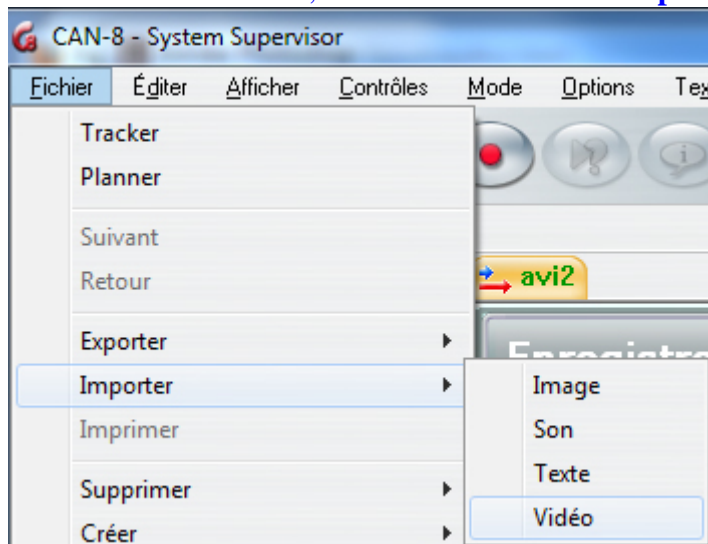 CAN-8 - System Supervisor
Fichier Éditer Afficher Contrôles Mode Options
Tracker
Planner
Suivant
Retour
avi2
Exporter
Importer
Image
Imprimer
Son
Texte
Supprimer
Vidéo
Créer